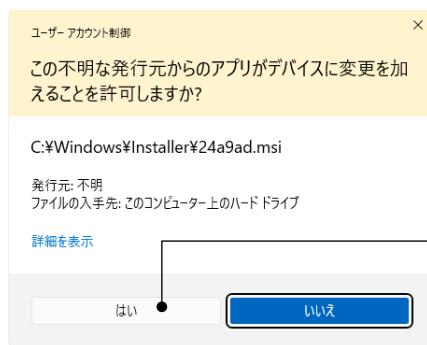 ユーザー アカウント制御
この不明な発行元からのアプリがデバイスに変更を加
えることを許可しますか?
C:¥Windows¥Installer¥24a9ad.msi
発行元: 不明
ファイルの入手先: このコンピューター上のハード ドライブ
詳細を表示
はい
いいえ